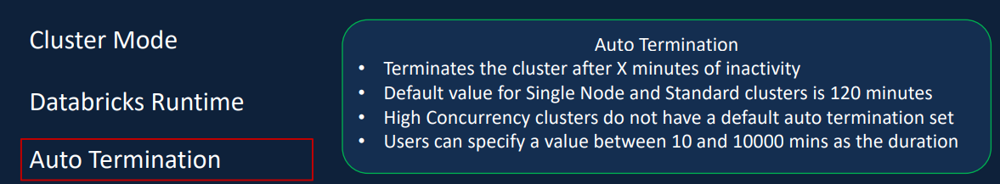 Cluster Mode
Databricks Runtime
Auto Termination
Auto Termination
• Terminates the cluster after X minutes of inactivity
• Default value for Single Node and Standard clusters is 120 minutes
• High Concurrency clusters do not have a default auto termination set
• Users can specify a value between 10 and 10000 mins as the duration